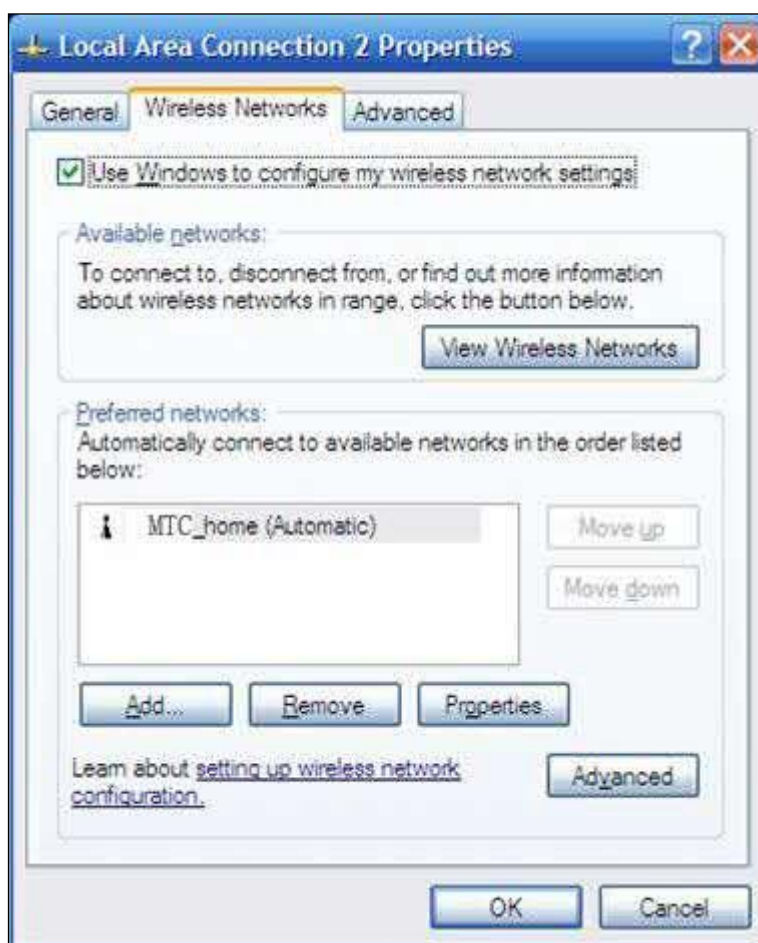 Local Area Connection 2 Properties
General
Wireless Networks
Advanced
Use Windows to configure my wireless network settings
Available networks:
To connect to, disconnect from, or find out more information
about wireless networks in range, click the button below.
View Wireless Networks
Preferred networks:
Automatically connect to available networks in the order listed
below:
MTC_home (Automatic)
Move up
Move down
Add...
Remove
Properties
Learn about setting up wireless network
configuration.
Advanced
OK
Cancel